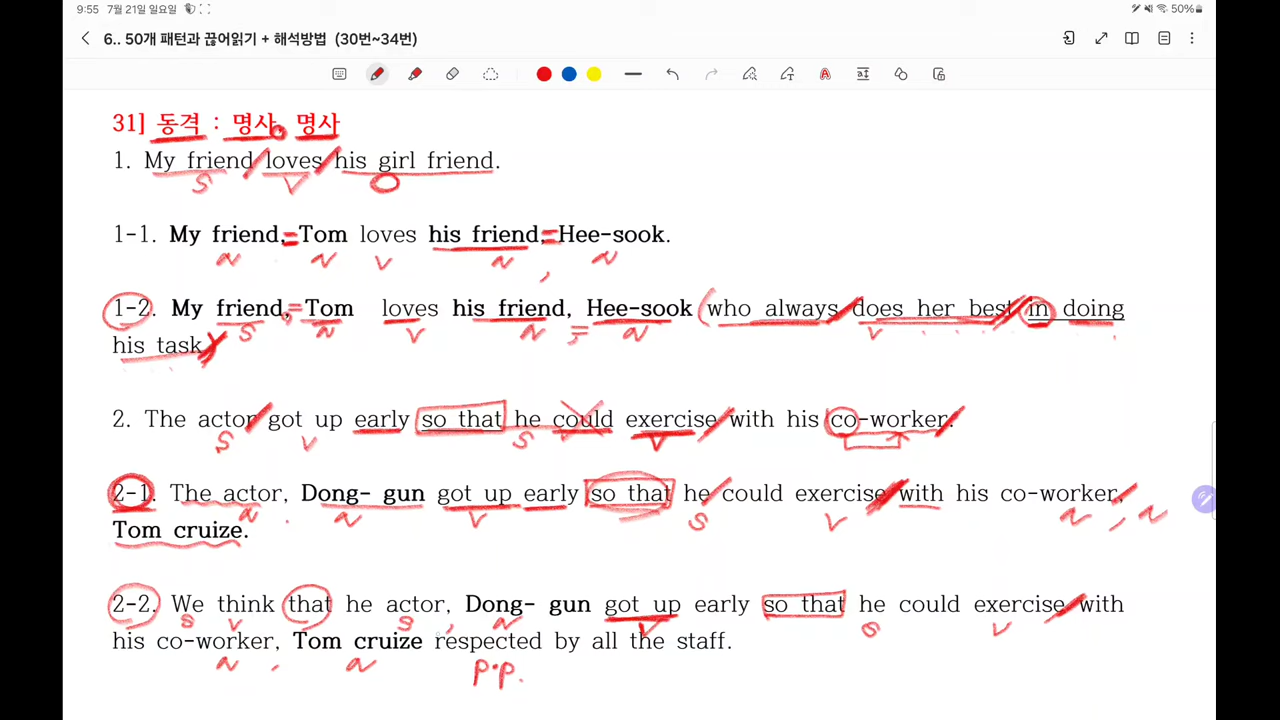 9:55 7월 21일 일요일 50%
6.. 50개 패턴과 끊어읽기 + 해석방법 (30번~34번)
31] 동격 : 명사, 명사
1. My friend loves his girl friend.
S V O
1-1. My friend, = Tom loves his friend, = Hee-sook.
N N V N , N
1-2. My friend, = Tom loves his friend, Hee-sook (who always does her best in doing
S N V N = N V
his task)
2. The actor got up early so that he could exercise with his co-worker.
S V S V
2-1. The actor, Dong- gun got up early so that he could exercise with his co-worker,
N N V S V N , N
Tom cruize.
2-2. We think that he actor, Dong- gun got up early so that he could exercise with
S V S , N V S V
his co-worker, Tom cruize respected by all the staff.
N , N p.p.